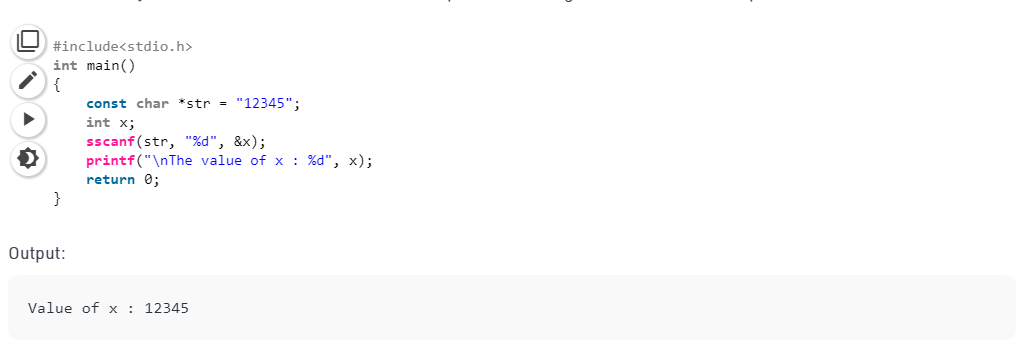 #include<stdio.h>
int main()
{
    const char *str = "12345";
    int x;
    sscanf(str, "%d", &x);
    printf("\nThe value of x : %d", x);
    return 0;
}
Output:
Value of x : 12345